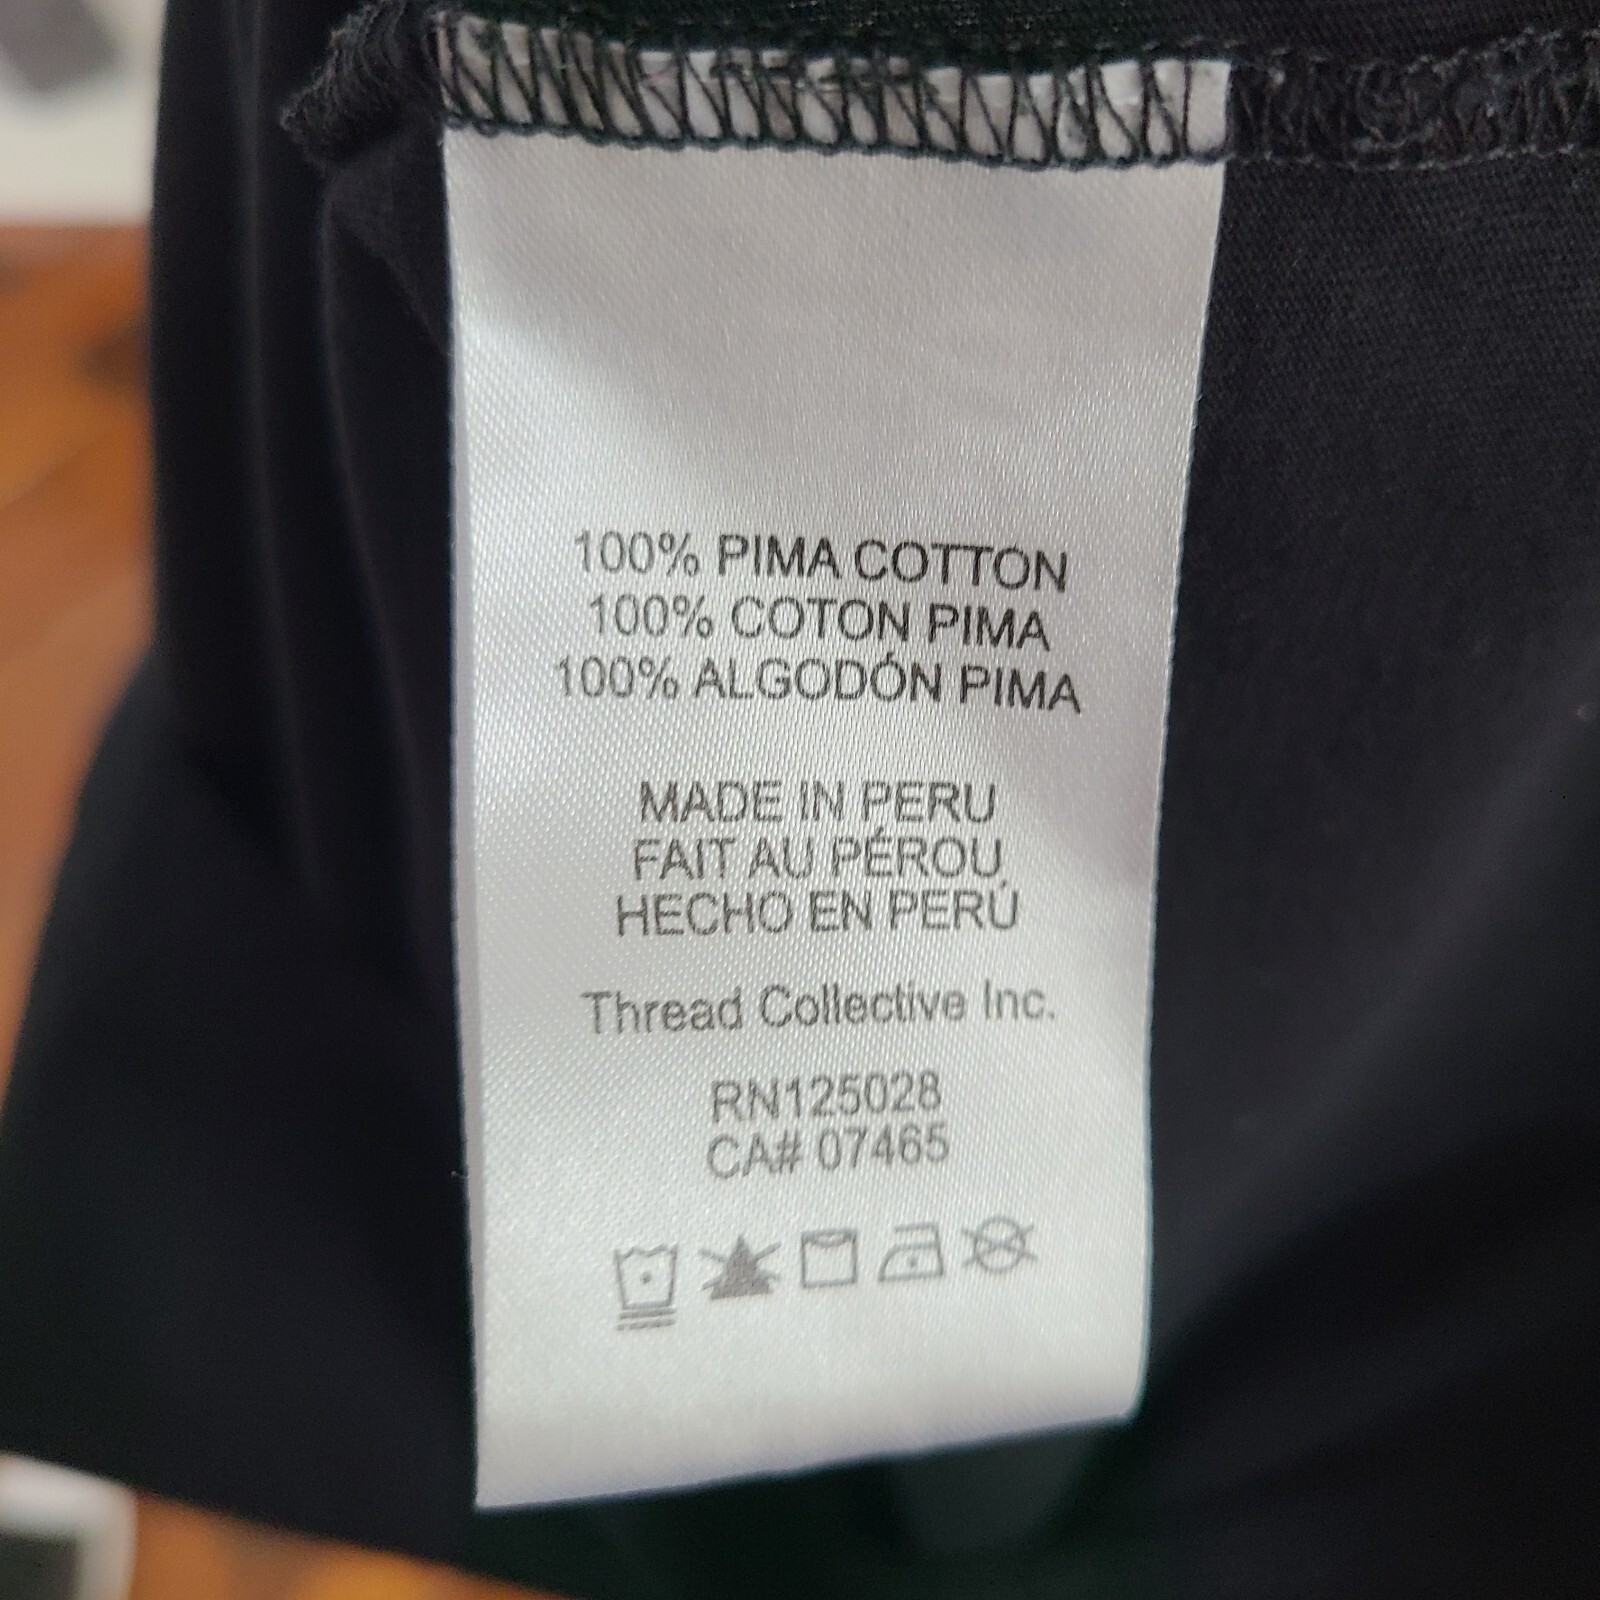 100% PIMA COTTON
100% COTON PIMA
100% ALGODÓN PIMA
MADE IN PERU
FAIT AU PÉROU
HECHO EN PERÚ
Thread Collective Inc.
RN125028
CA# 07465